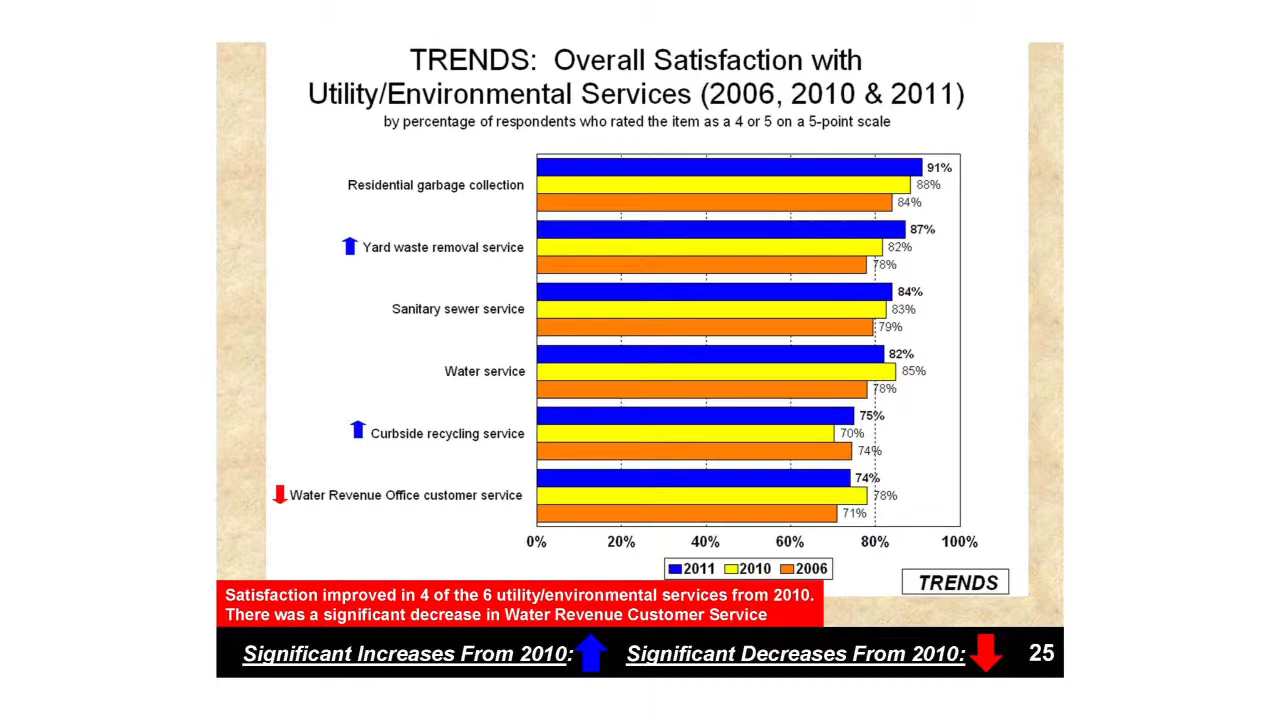 TRENDS: Overall Satisfaction with
Utility/Environmental Services (2006, 2010 & 2011)
by percentage of respondents who rated the item as a 4 or 5 on a 5-point scale
Residential garbage collection
91%
88%
84%
Yard waste removal service
87%
82%
78%
Sanitary sewer service
84%
83%
79%
Water service
82%
85%
78%
Curbside recycling service
75%
70%
74%
Water Revenue Office customer service
74%
78%
71%
0% 20% 40% 60% 80% 100%
2011 2010 2006
TRENDS
Satisfaction improved in 4 of the 6 utility/environmental services from 2010.
There was a significant decrease in Water Revenue Customer Service
Significant Increases From 2010: Significant Decreases From 2010: 25